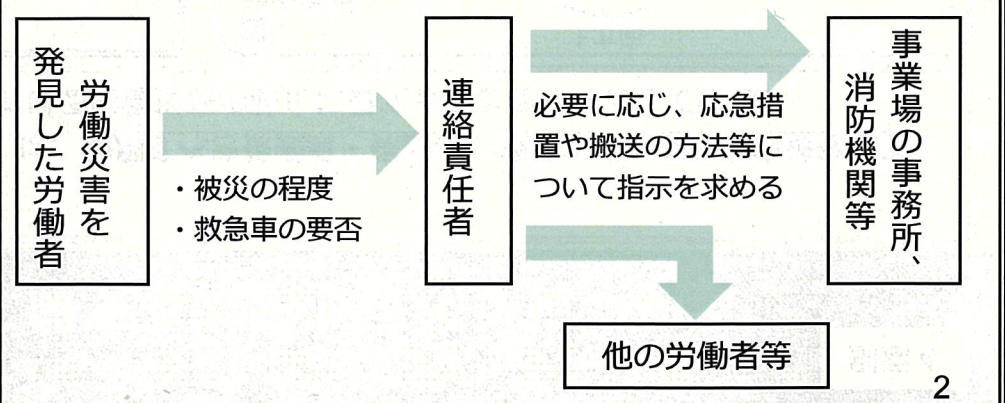 労働災害を
発見した労働者
・被災の程度
・救急車の要否
連絡責任者
必要に応じ、応急措
置や搬送の方法等に
ついて指示を求める
事業場の事務所、
消防機関等
他の労働者等
2